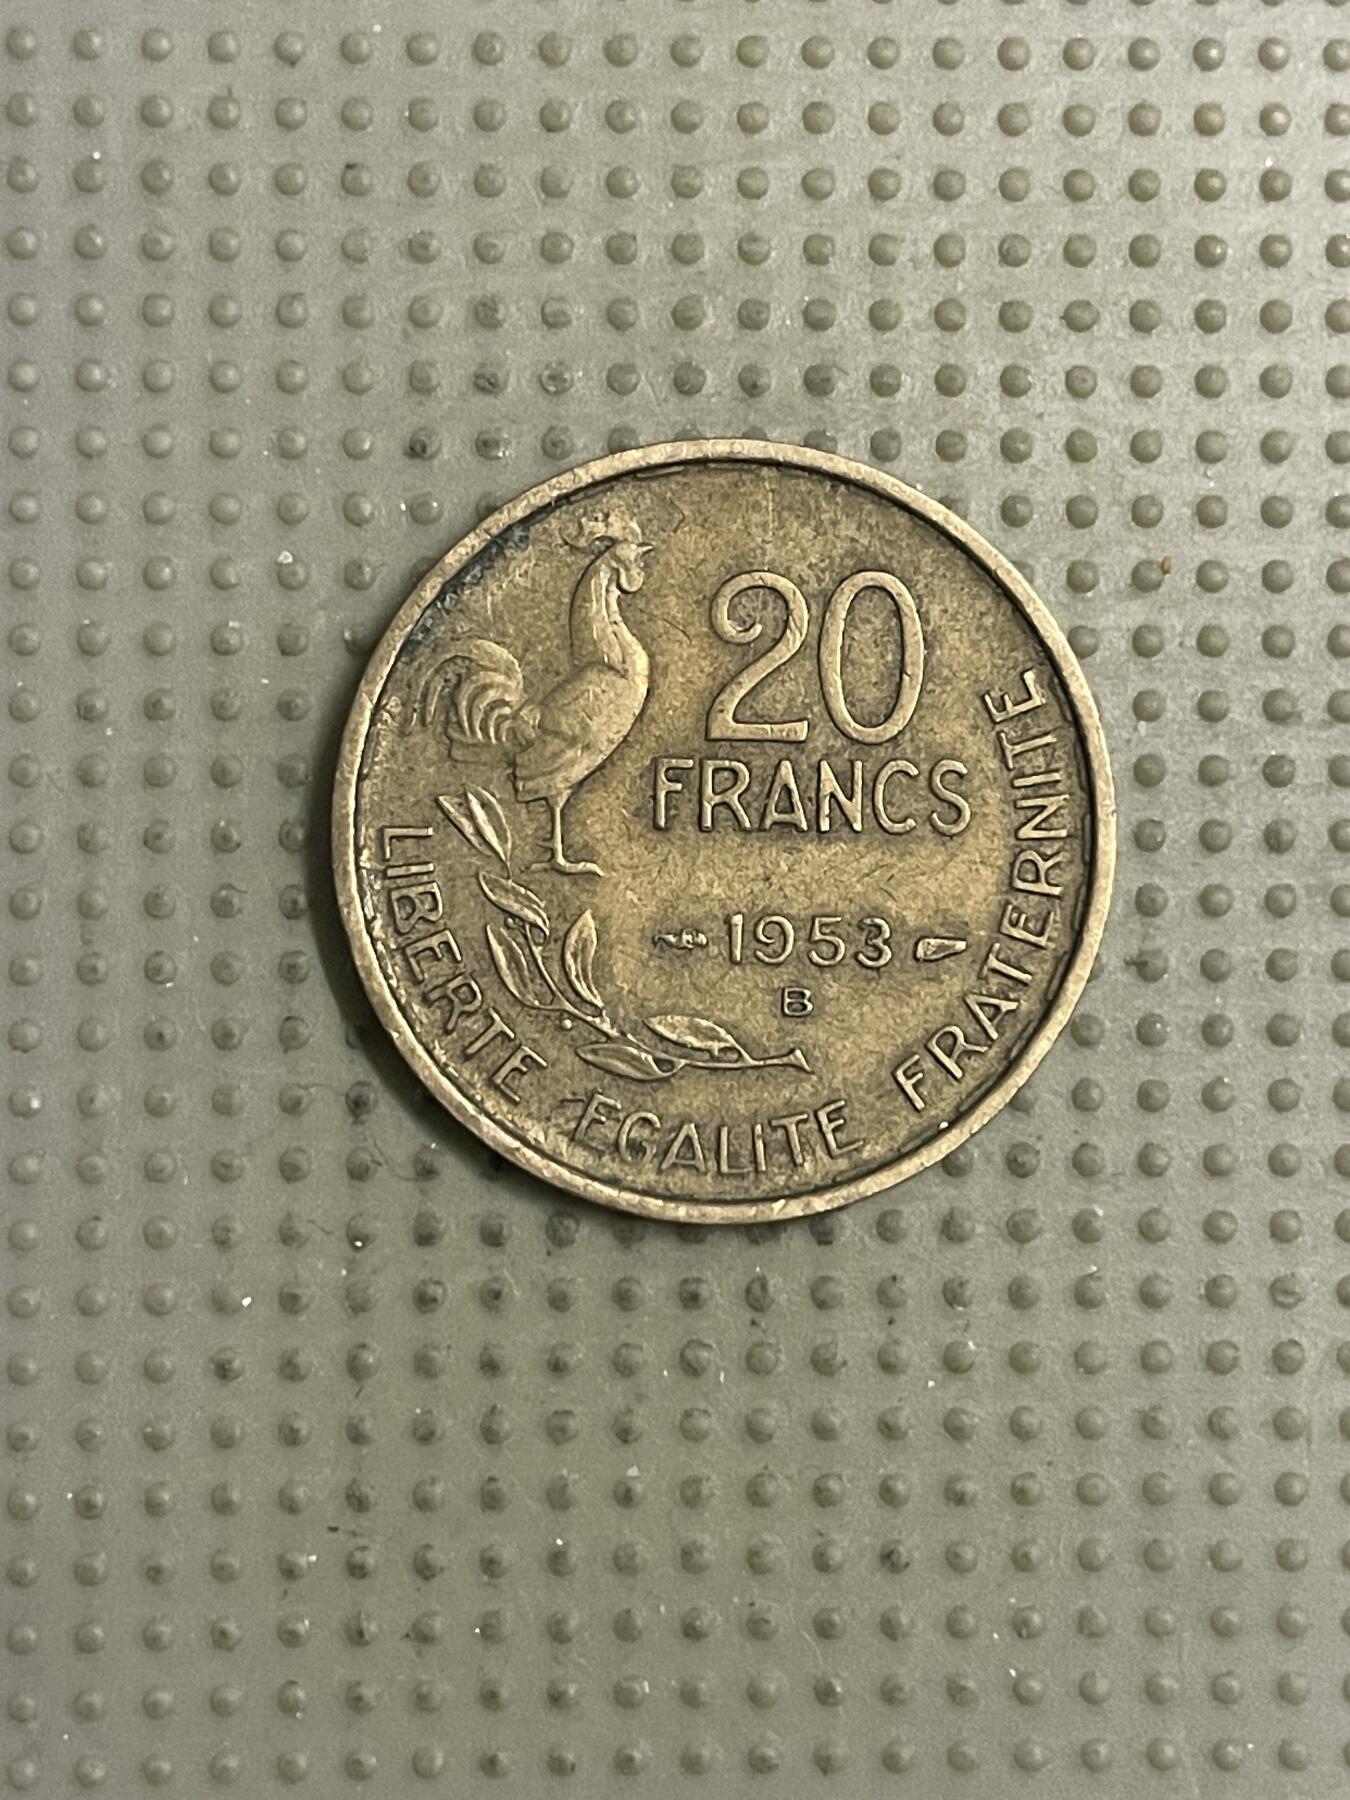 20
FRANCS
1953
B
LIBERTE EGALiTE FRATERNITE